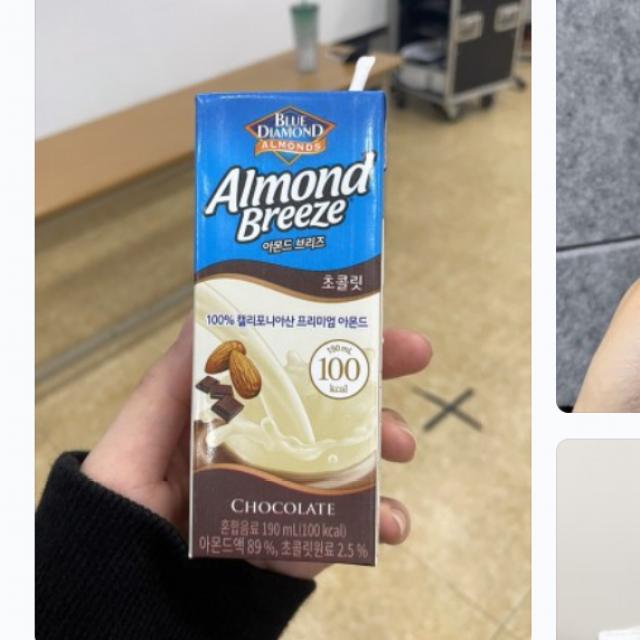 BLUE
DIAMOND
ALMONDS
Almond
Breeze
아몬드 브리즈
초콜릿
100% 캘리포니아산 프리미엄 아몬드
190 mL
100
kcal
CHOCOLATE
혼합음료 190 mL(100 kcal)
아몬드액 89 %, 초콜릿원료 2.5 %